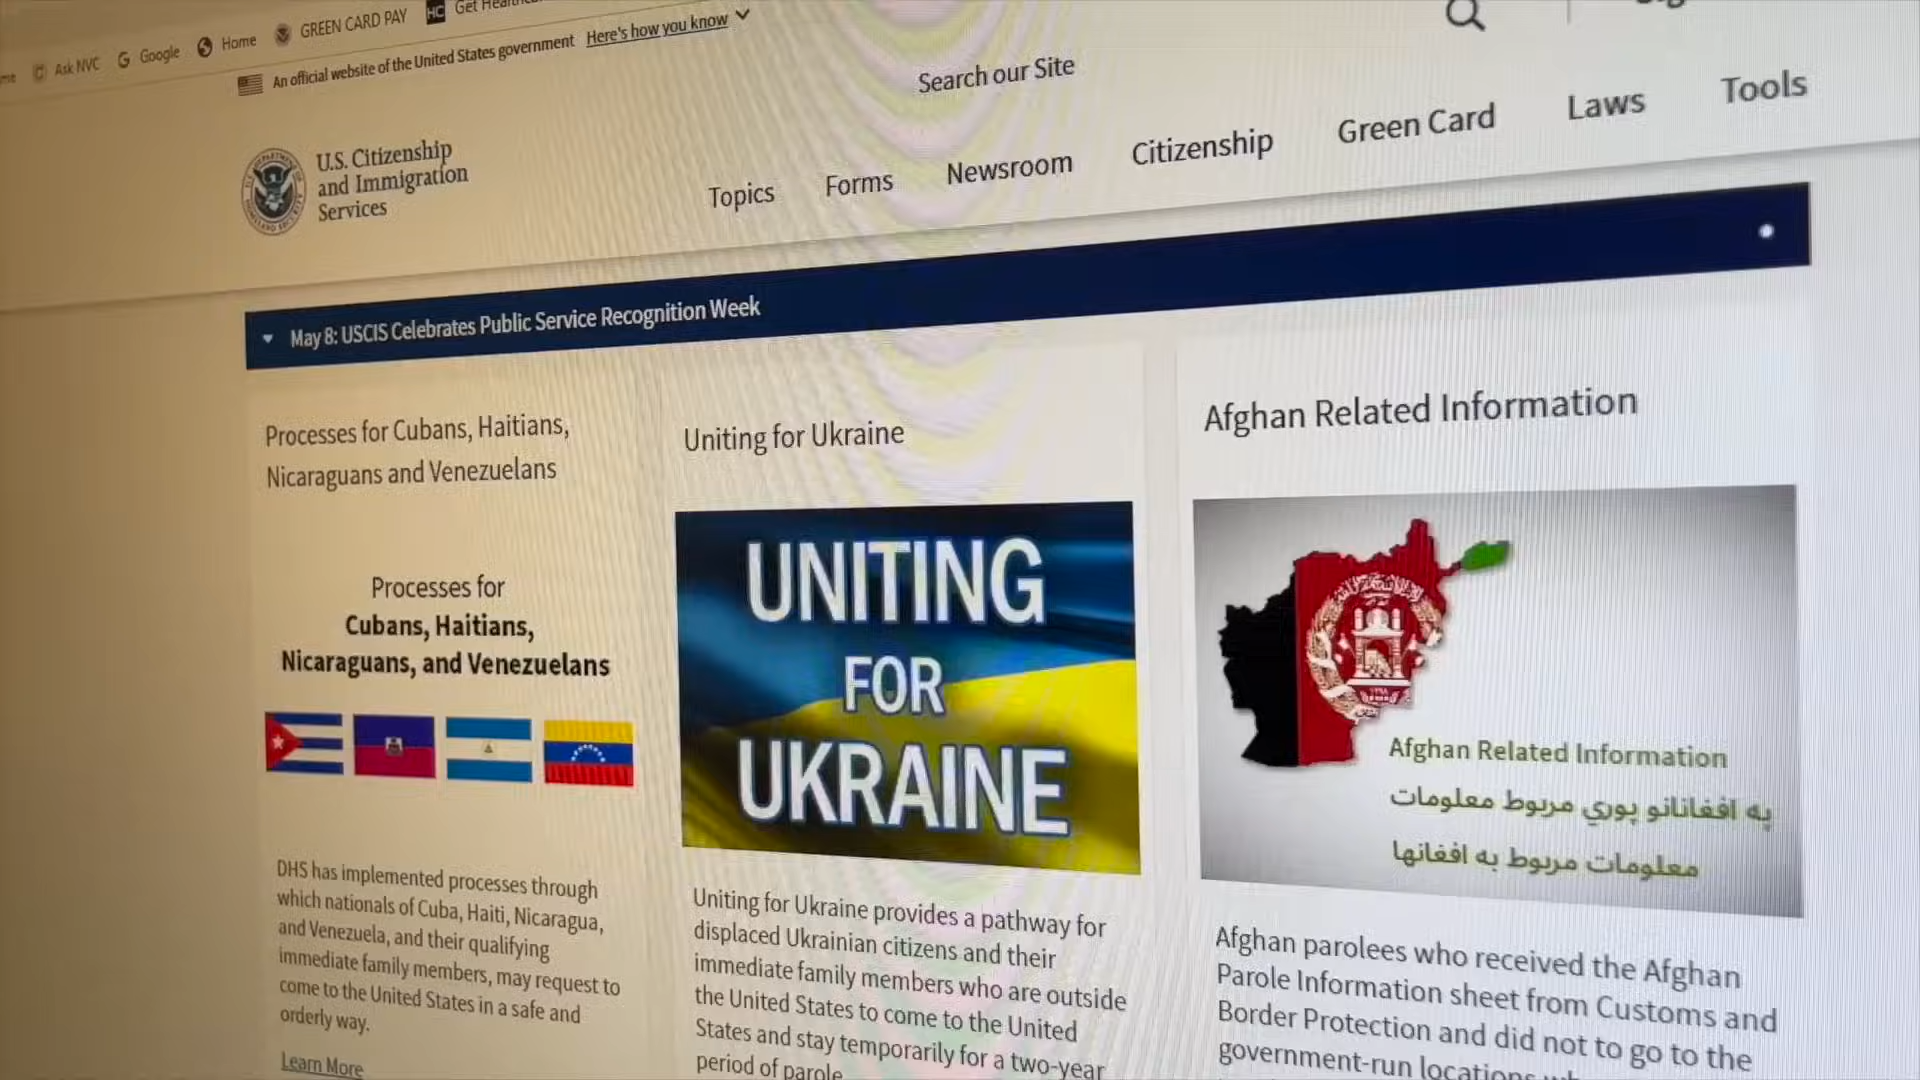 Ask NVC
Google
Home
GREEN CARD PAY
HC
An official website of the United States government Here's how you know
Search our Site
U.S. Citizenship
and Immigration
Services
Topics
Forms
Newsroom
Citizenship
Green Card
Laws
Tools
May 8: USCIS Celebrates Public Service Recognition Week
Processes for Cubans, Haitians,
Nicaraguans and Venezuelans
Processes for
Cubans, Haitians,
Nicaraguans, and Venezuelans
DHS has implemented processes through
which nationals of Cuba, Haiti, Nicaragua,
and Venezuela, and their qualifying
immediate family members, may request to
come to the United States in a safe and
orderly way.
Learn More
Uniting for Ukraine
UNITING
FOR
UKRAINE
Uniting for Ukraine provides a pathway for
displaced Ukrainian citizens and their
immediate family members who are outside
the United States to come to the United
States and stay temporarily for a two-year
period of parole
Afghan Related Information
Afghan Related Information
په افغانانو پوري مربوط معلومات
معلومات مربوط به افغانها
Afghan parolees who received the Afghan
Parole Information sheet from Customs and
Border Protection and did not to go to the
government-run locations